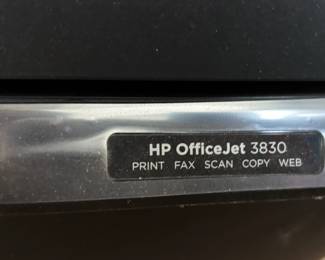 HP OfficeJet 3830
PRINT FAX SCAN COPY WEB